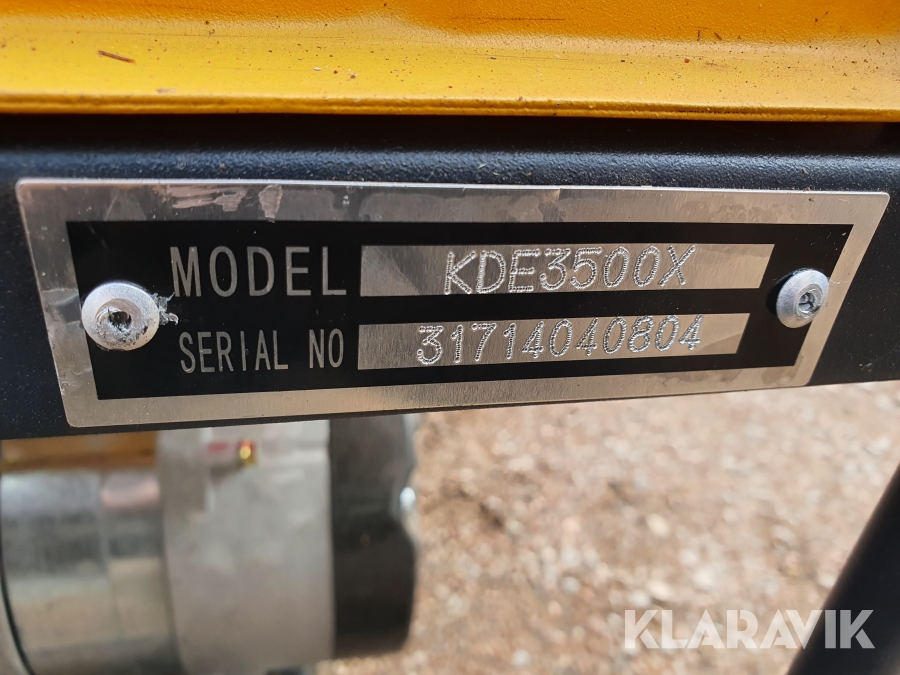 MODEL KDE3500X
SERIAL NO 31714040804
KLARAVIK